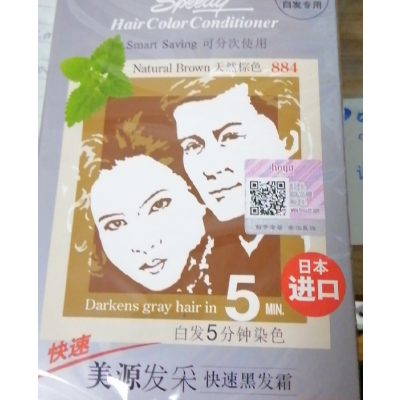 Speedy
白发专用
Hair Color Conditioner
Smart Saving 可分次使用
Natural Brown 天然棕色 884
hoyu
Darkens gray hair in 5 MIN.
白发5分钟染色
日本
进口
快速
美源发采 快速黑发霜